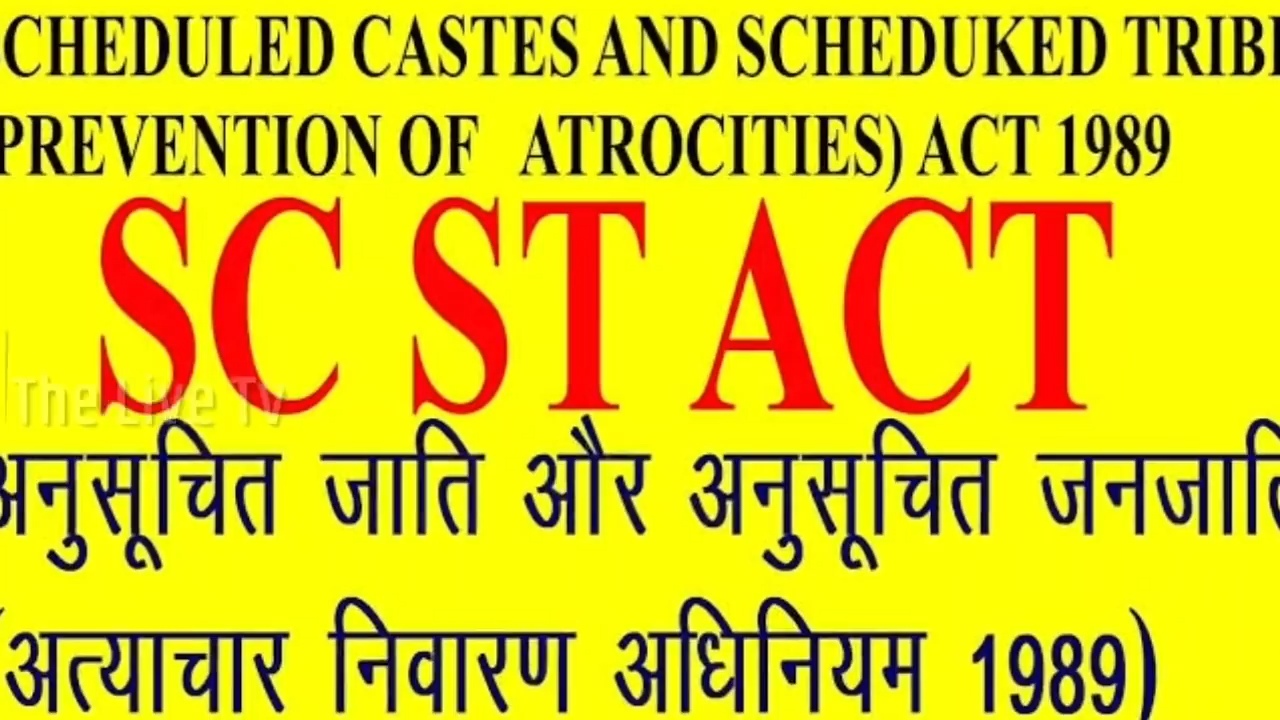 CHEDULED CASTES AND SCHEDUKED TRIBE
PREVENTION OF ATROCITIES) ACT 1989
SC ST ACT
The Live Tv
अनुसूचित जाति और अनुसूचित जनजाति
(अत्याचार निवारण अधिनियम 1989)